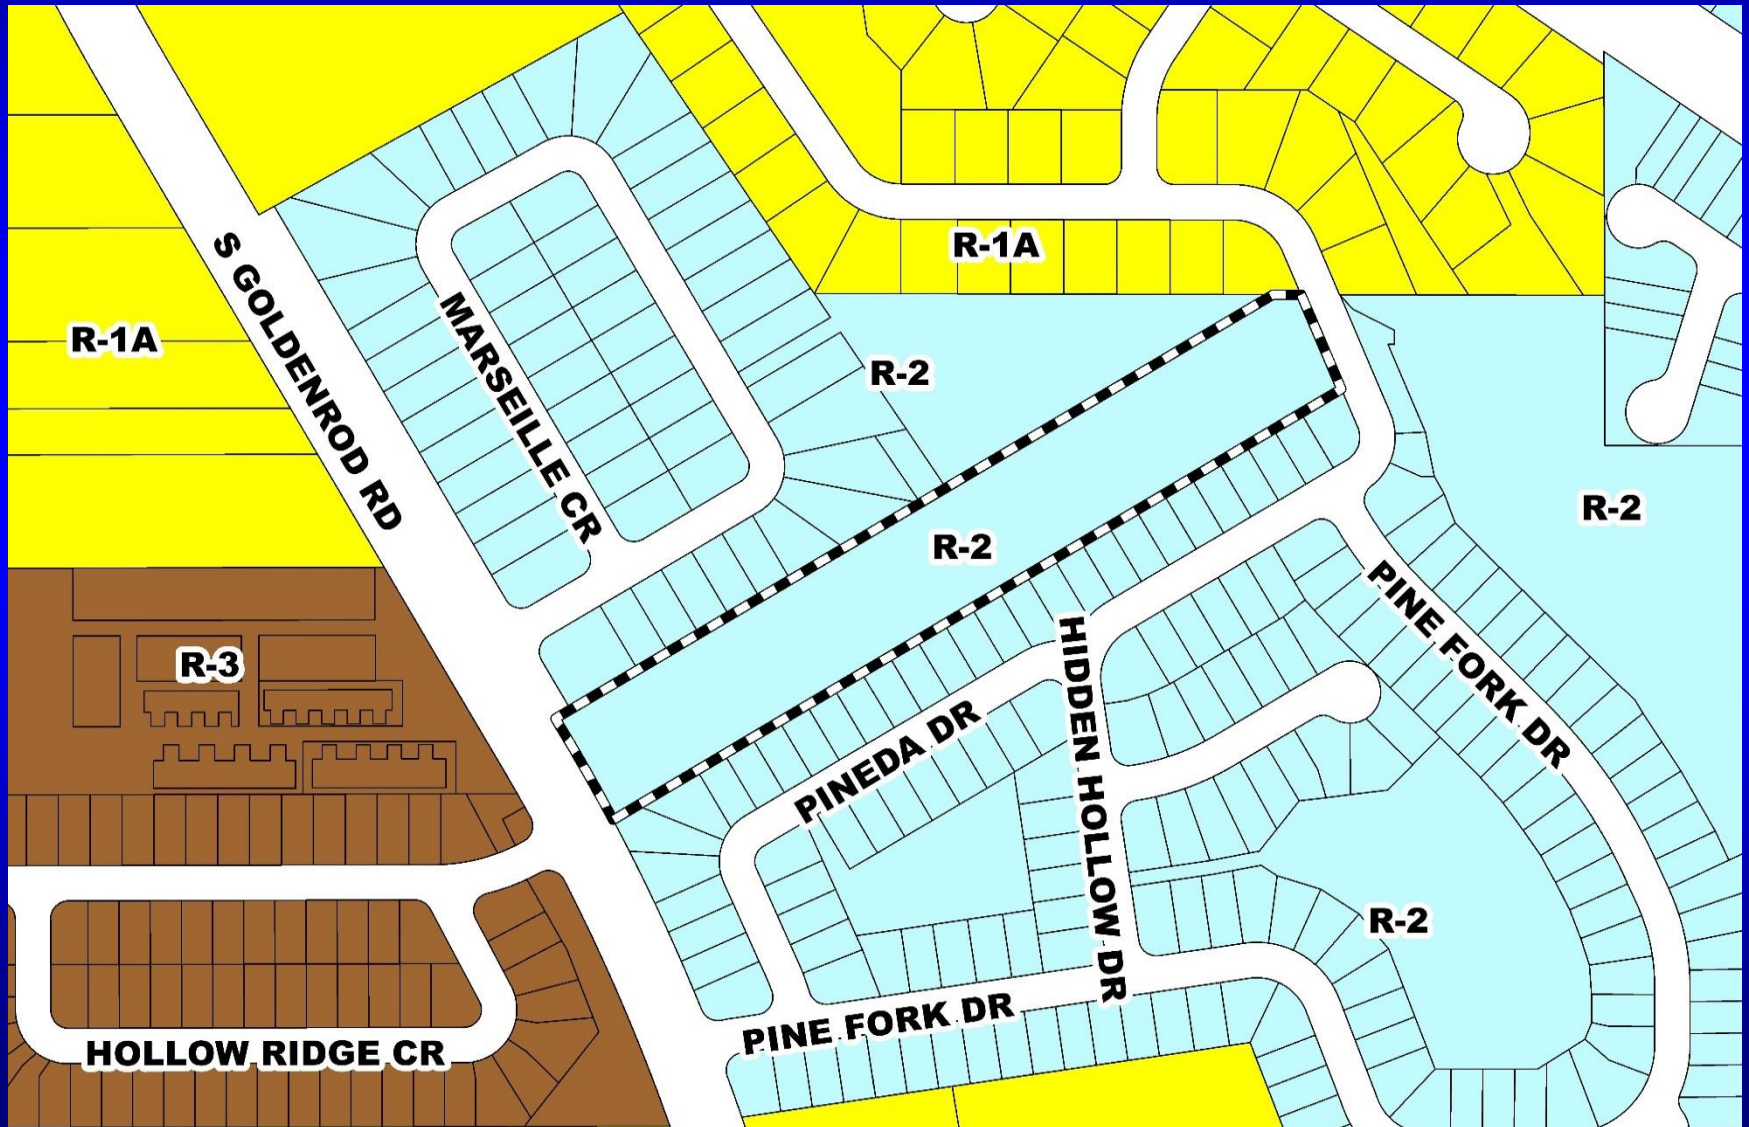 R-1A
S GOLDENROD RD
R-1A
MARSEILLE CR
R-2
R-2
R-2
PINE FORK DR
HIDDEN HOLLOW DR
R-3
PINEDA DR
R-2
PINE FORK DR
HOLLOW RIDGE CR